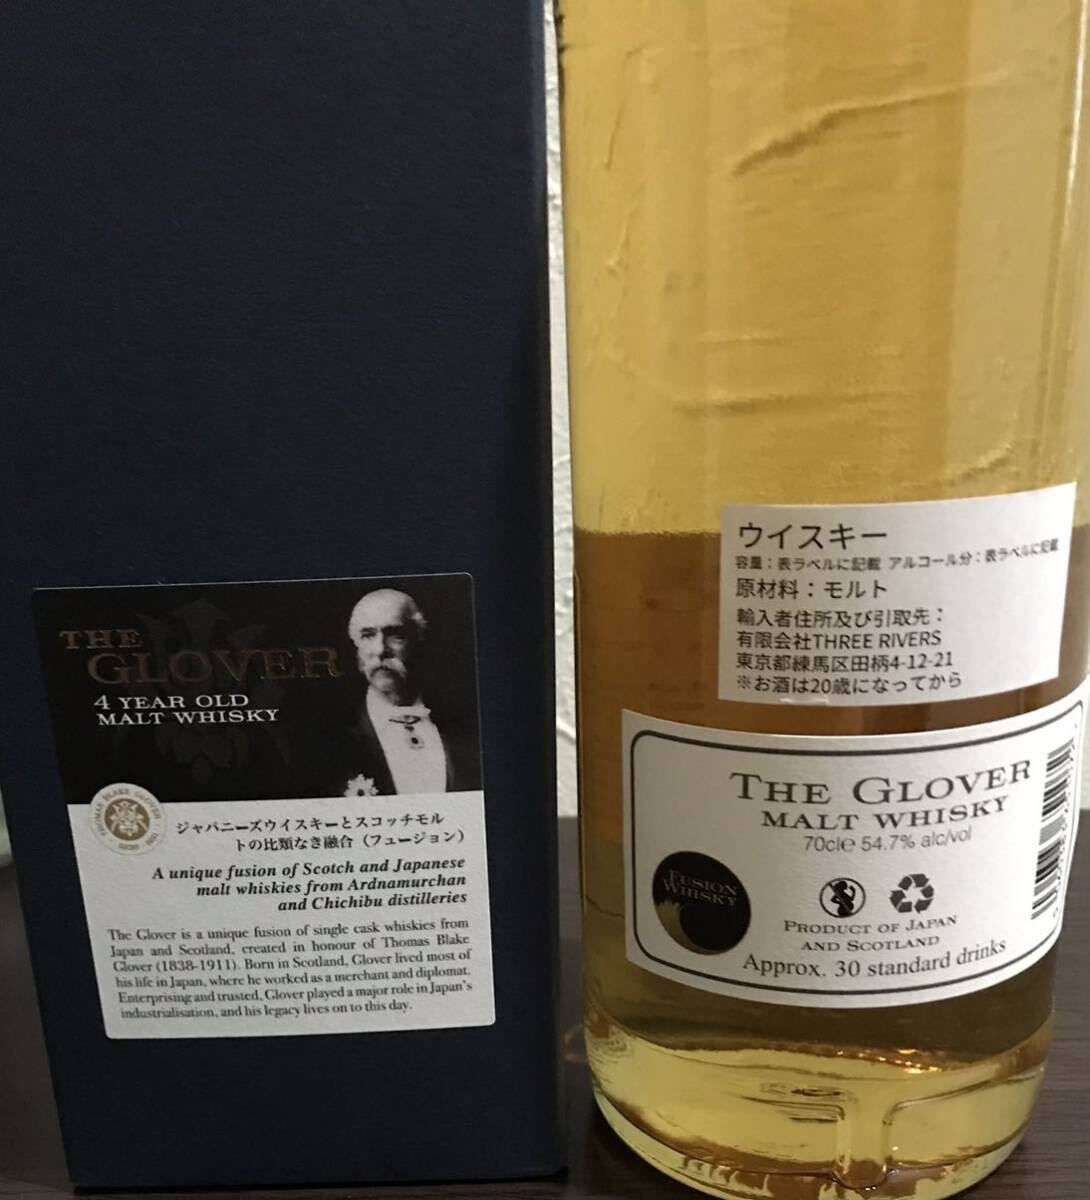 THE
GLOVER
4 YEAR OLD
MALT WHISKY
THOMAS BLAKE GLOVER
1838 1911
ジャパニーズウイスキーとスコッチモル
トの比類なき融合（フュージョン）
A unique fusion of Scotch and Japanese
malt whiskies from Ardnamurchan
and Chichibu distilleries
The Glover is a unique fusion of single cask whiskies from
Japan and Scotland, created in honour of Thomas Blake
Glover (1838-1911). Born in Scotland, Glover lived most of
his life in Japan, where he worked as a merchant and diplomat.
Enterprising and trusted, Glover played a major role in Japan's
industrialisation, and his legacy lives on to this day.
ウイスキー
容量：表ラベルに記載 アルコール分：表ラベルに記載
原材料：モルト
輸入者住所及び引取先：
有限会社THREE RIVERS
東京都練馬区田柄4-12-21
※お酒は20歳になってから
THE GLOVER
MALT WHISKY
70cle 54.7% alc/vol
FUSION
WHISKY
PRODUCT OF JAPAN
AND SCOTLAND
Approx. 30 standard drinks